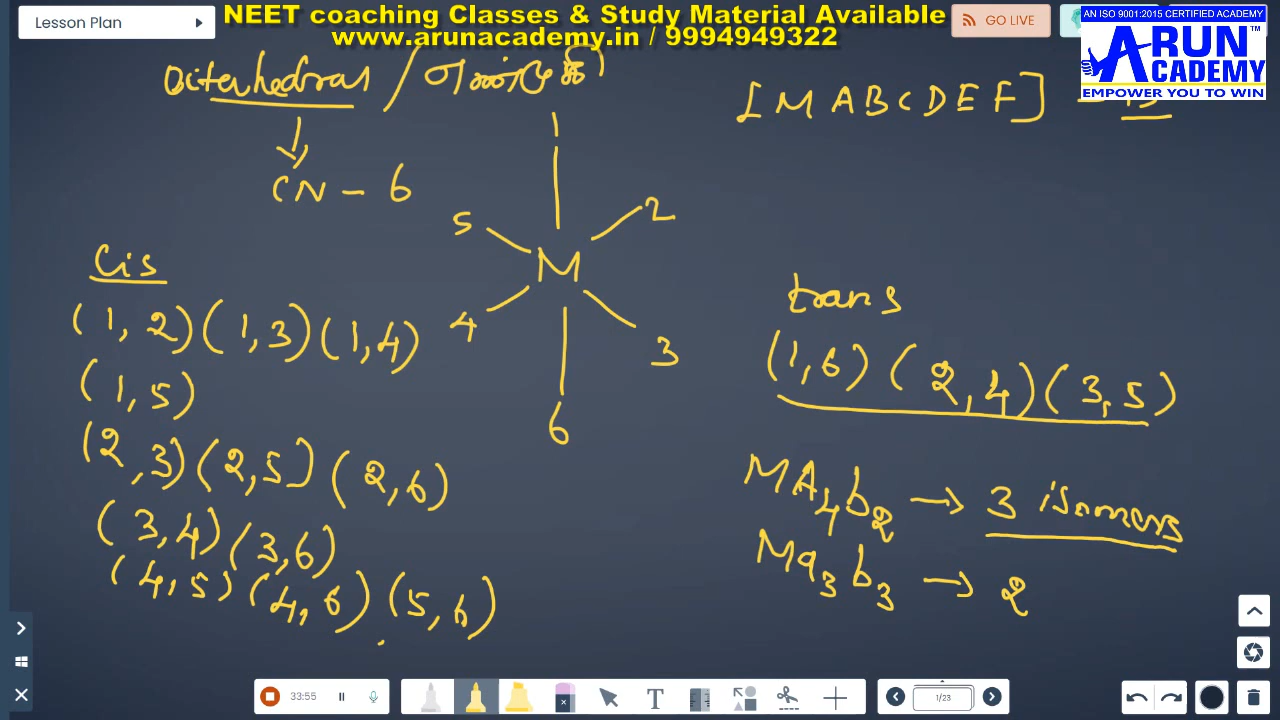 Lesson Plan
NEET coaching Classes & Study Material Available
www.arunacademy.in / 9994949322
GO LIVE
AN ISO 9001:2015 CERTIFIED ACADEMY
ARUN ACADEMY™
EMPOWER YOU TO WIN
Octahedral /
[M A B C D E F] - 15
CN - 6
1
5
2
M
4
3
6
Cis
(1, 2) (1, 3) (1, 4)
(1, 5)
(2, 3) (2, 5) (2, 6)
(3, 4) (3, 6)
(4, 5) (4, 6) (5, 6)
trans
(1, 6) (2, 4) (3, 5)
MA4b2 → 3 isomers
Ma3b3 → 2
33:55
T
1/23